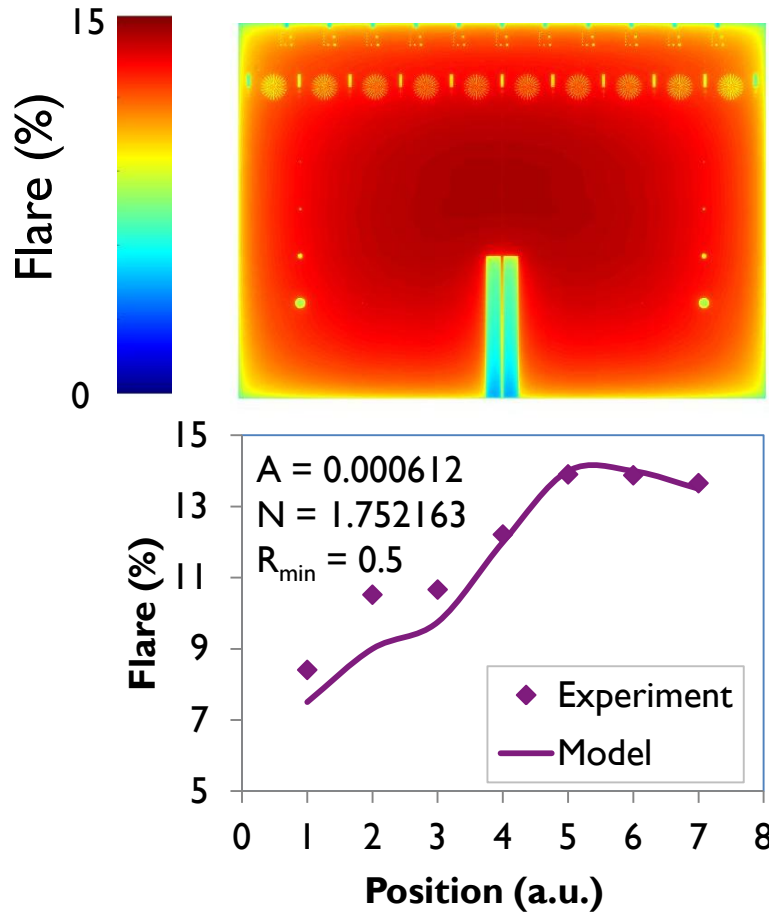 15
Flare (%)
0
15
13
11
9
7
5
Flare (%)
A = 0.000612
N = 1.752163
Rmin = 0.5
Experiment
Model
0 1 2 3 4 5 6 7 8
Position (a.u.)